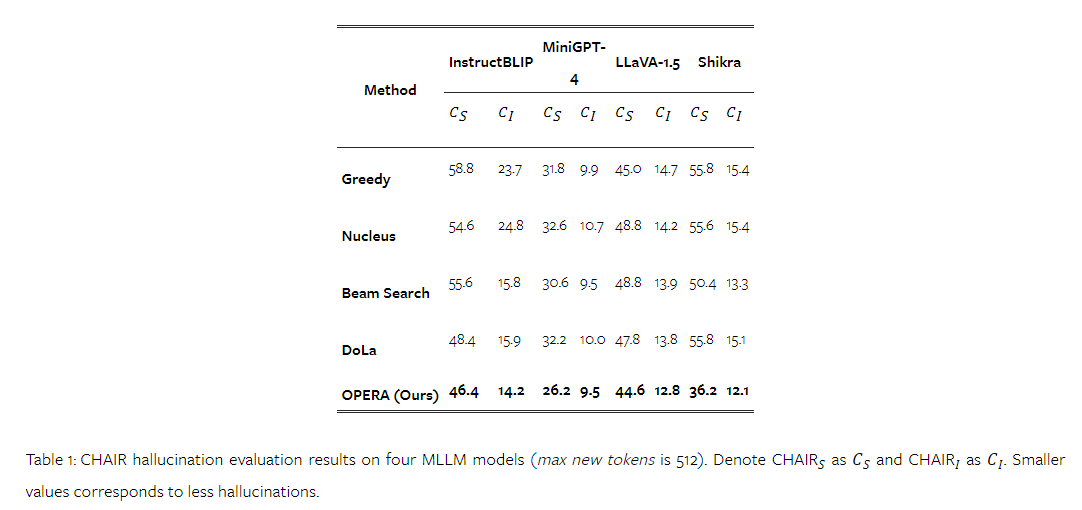 Method InstructBLIP MiniGPT-4 LLaVA-1.5 Shikra
C_S C_I C_S C_I C_S C_I C_S C_I
Greedy 58.8 23.7 31.8 9.9 45.0 14.7 55.8 15.4
Nucleus 54.6 24.8 32.6 10.7 48.8 14.2 55.6 15.4
Beam Search 55.6 15.8 30.6 9.5 48.8 13.9 50.4 13.3
DoLa 48.4 15.9 32.2 10.0 47.8 13.8 55.8 15.1
OPERA (Ours) 46.4 14.2 26.2 9.5 44.6 12.8 36.2 12.1
Table 1: CHAIR hallucination evaluation results on four MLLM models (max new tokens is 512). Denote CHAIR_S as C_S and CHAIR_I as C_I. Smaller
values corresponds to less hallucinations.